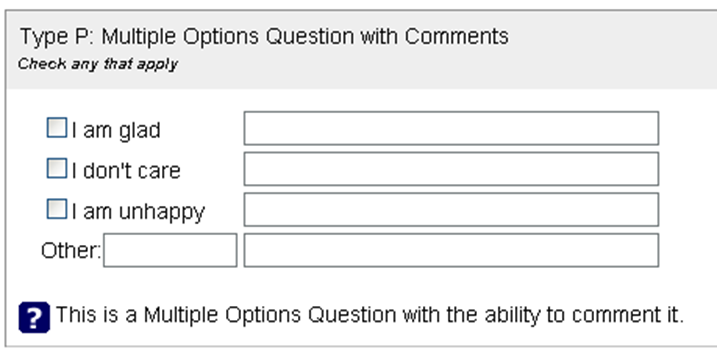 Type P: Multiple Options Question with Comments
Check any that apply
I am glad
I don't care
I am unhappy
Other:
? This is a Multiple Options Question with the ability to comment it.